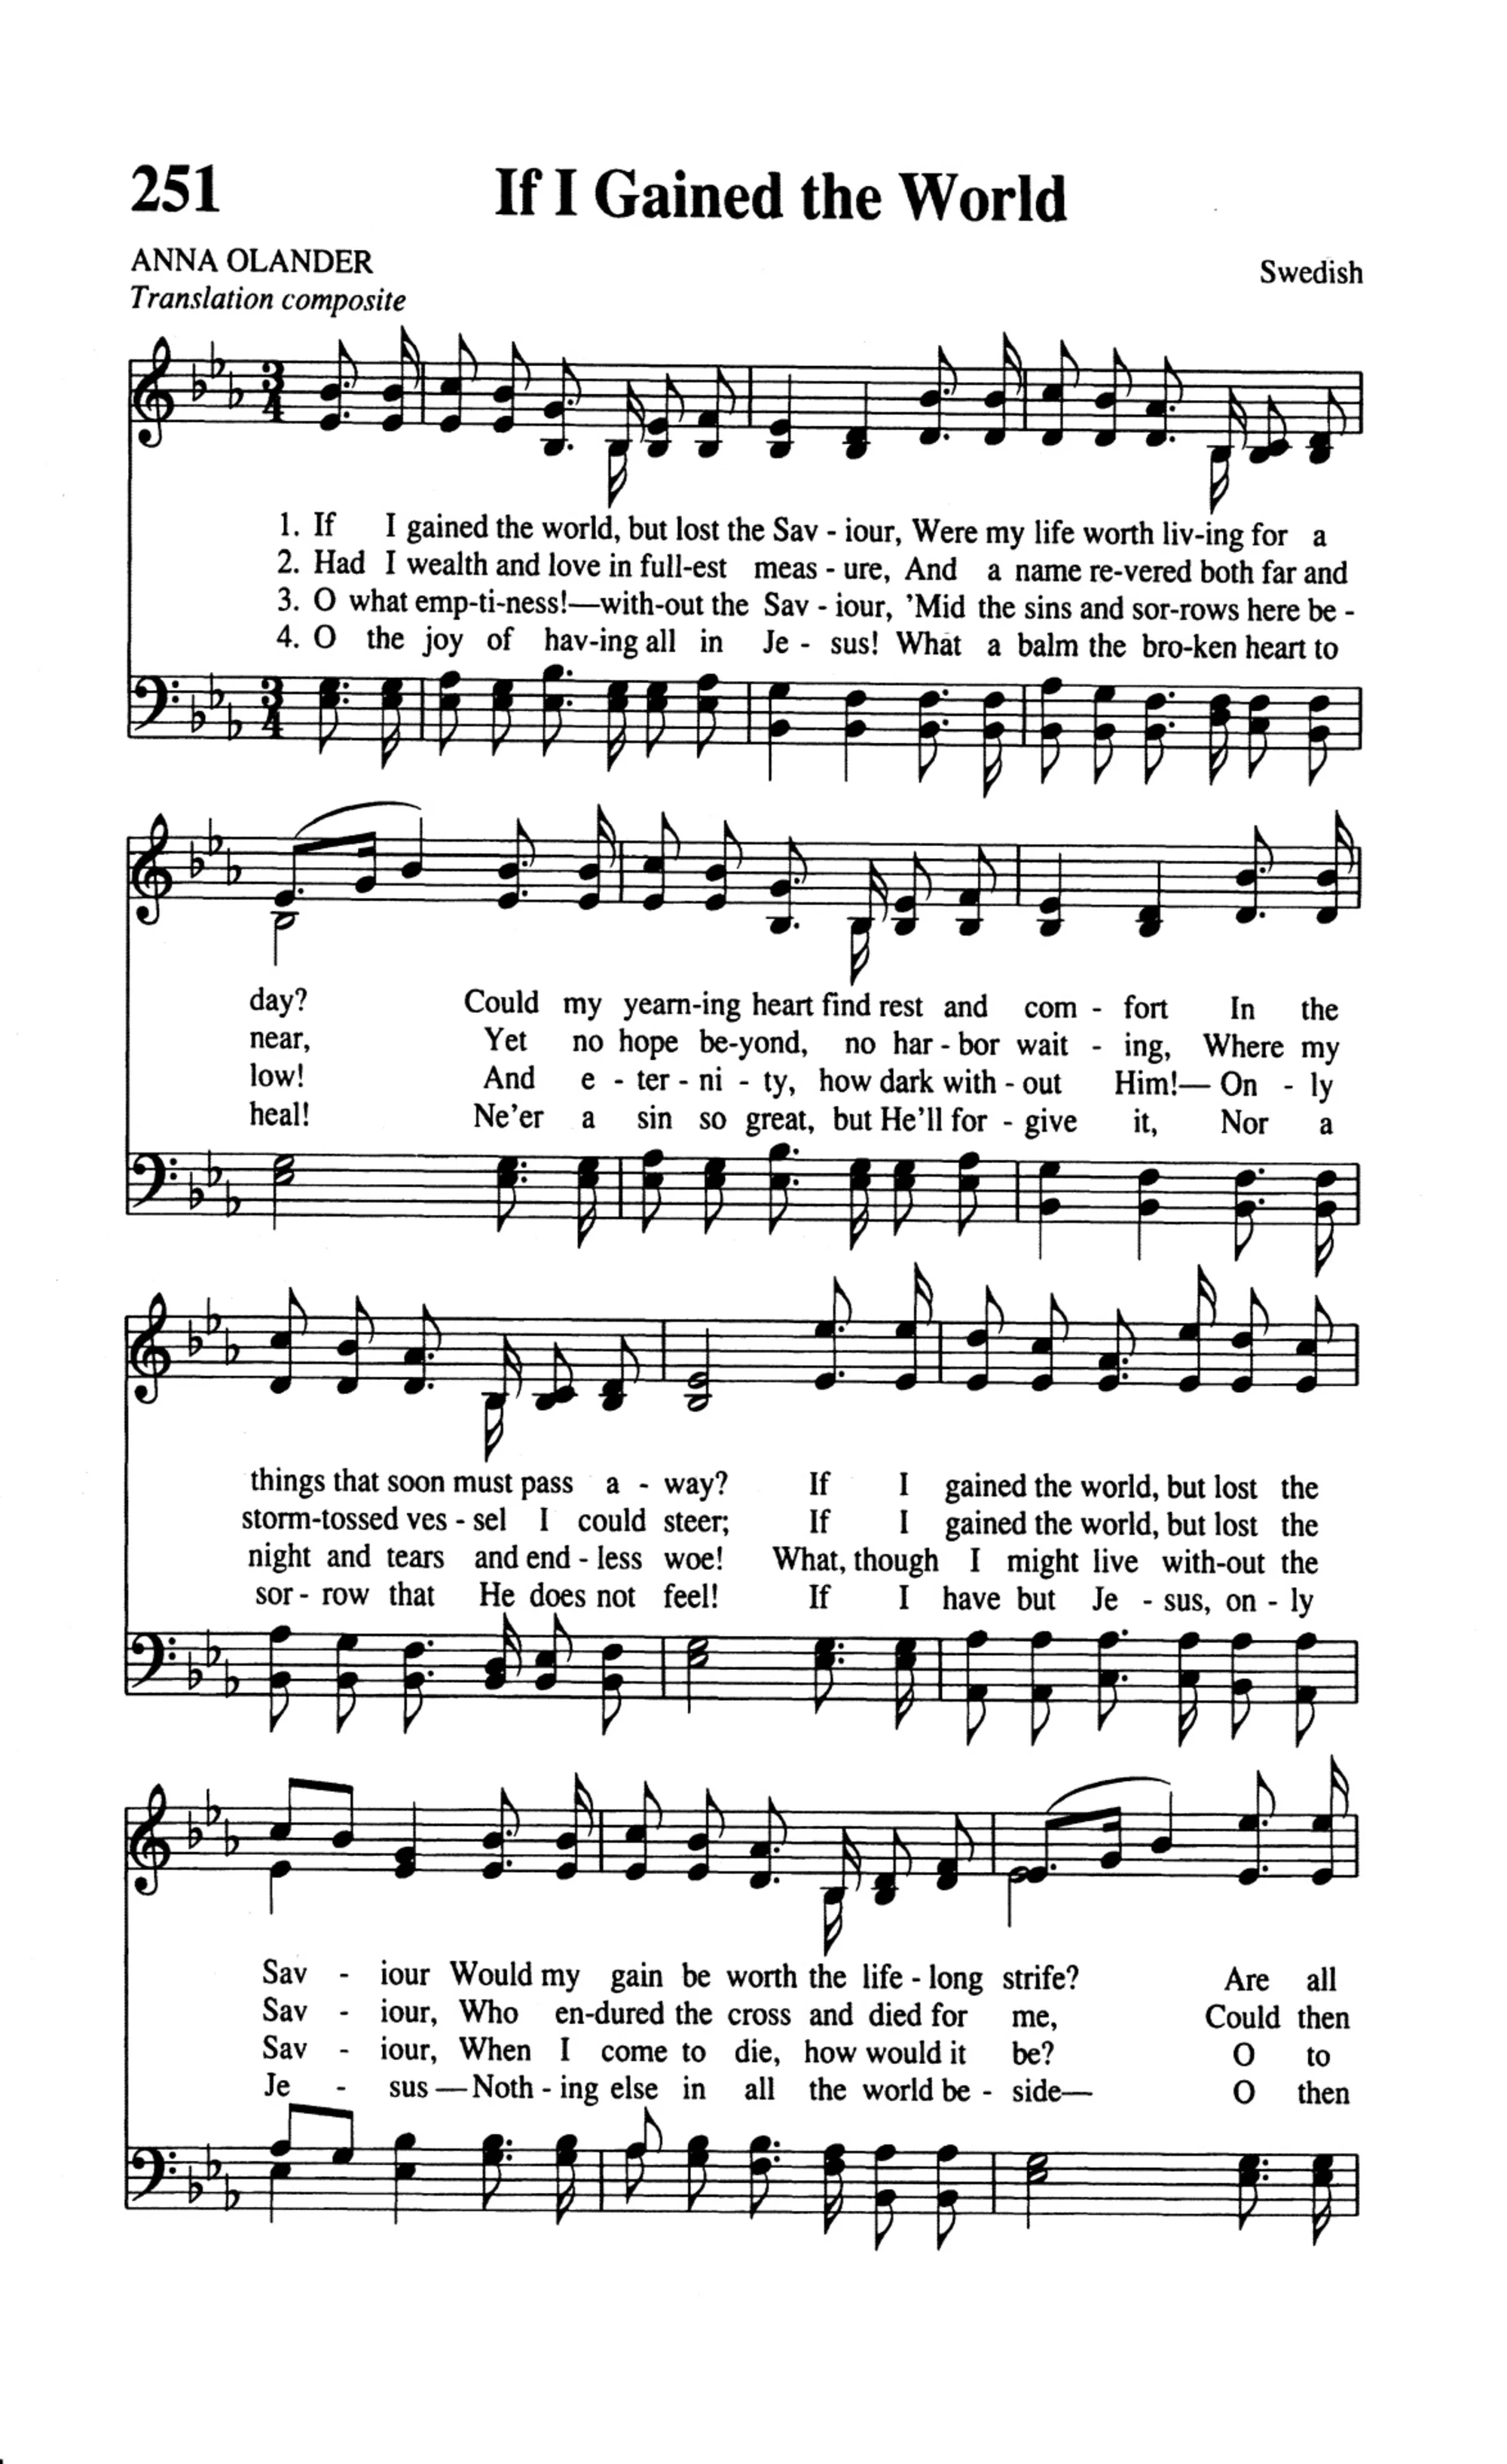 251
If I Gained the World
ANNA OLANDER
Translation composite
Swedish
3
4
1. If I gained the world, but lost the Sav - iour, Were my life worth liv-ing for a
2. Had I wealth and love in full-est meas - ure, And a name re-vered both far and
3. O what emp-ti-ness!—with-out the Sav - iour, ’Mid the sins and sor-rows here be -
4. O the joy of hav-ing all in Je - sus! What a balm the bro-ken heart to
3
4
day? Could my yearn-ing heart find rest and com - fort In the
near, Yet no hope be-yond, no har - bor wait - ing, Where my
low! And e - ter - ni - ty, how dark with - out Him!— On - ly
heal! Ne’er a sin so great, but He’ll for - give it, Nor a
things that soon must pass a - way? If I gained the world, but lost the
storm-tossed ves - sel I could steer; If I gained the world, but lost the
night and tears and end - less woe! What, though I might live with-out the
sor - row that He does not feel! If I have but Je - sus, on - ly
Sav - iour Would my gain be worth the life - long strife? Are all
Sav - iour, Who en-dured the cross and died for me, Could then
Sav - iour, When I come to die, how would it be? O to
Je - sus — Noth - ing else in all the world be - side— O then